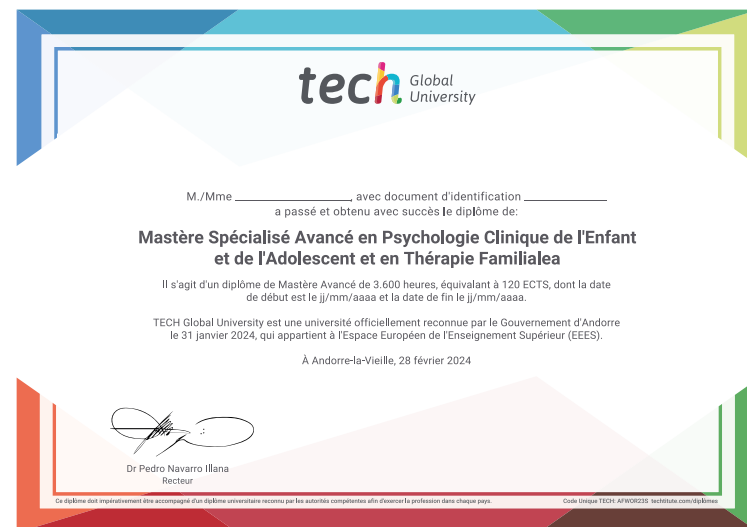 tech Global
University
M./Mme ____________________, avec document d'identification ______________
a passé et obtenu avec succès le diplôme de:
Mastère Spécialisé Avancé en Psychologie Clinique de l'Enfant
et de l'Adolescent et en Thérapie Familialea
Il s'agit d'un diplôme de Mastère Avancé de 3.600 heures, équivalant à 120 ECTS, dont la date
de début est le jj/mm/aaaa et la date de fin le jj/mm/aaaa.
TECH Global University est une université officiellement reconnue par le Gouvernement d'Andorre
le 31 janvier 2024, qui appartient à l'Espace Européen de l'Enseignement Supérieur (EEES).
À Andorre-la-Vieille, 28 février 2024
Dr Pedro Navarro Illana
Recteur
Ce diplôme doit impérativement être accompagné d'un diplôme universitaire reconnu par les autorités compétentes afin d'exercer la profession dans chaque pays. Code Unique TECH: AFWOR23S techtitute.com/diplômes